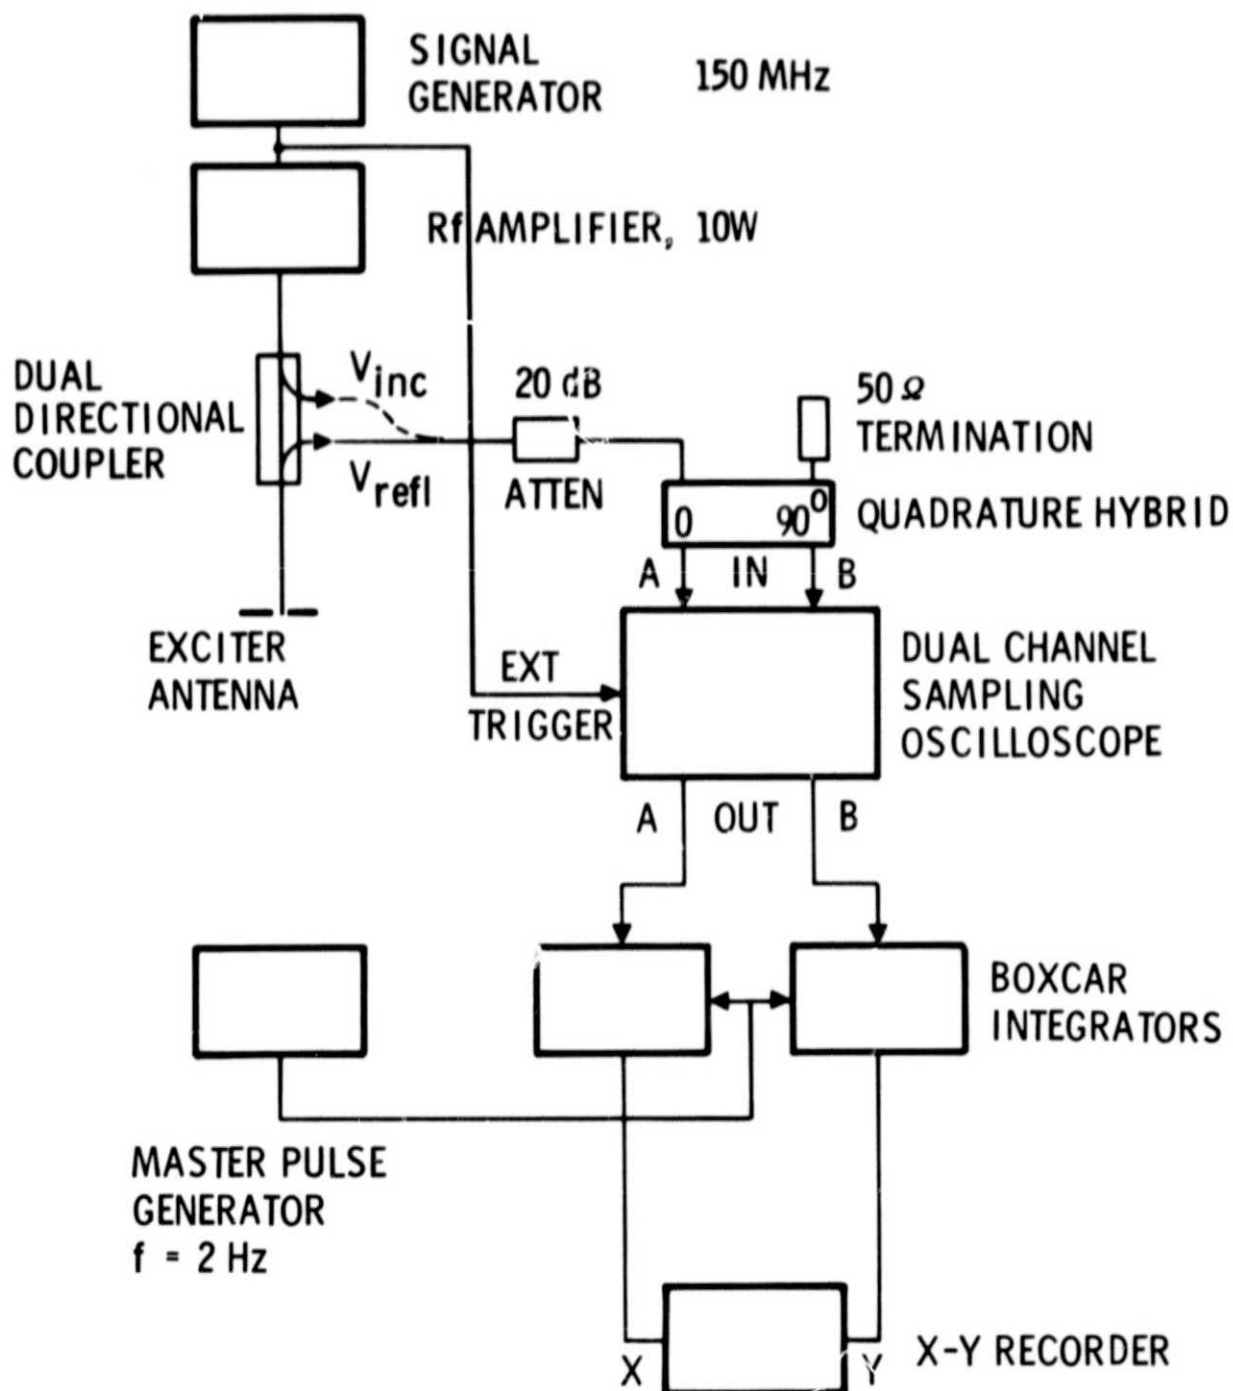 SIGNAL
GENERATOR
150 MHz
Rf AMPLIFIER, 10W
DUAL
DIRECTIONAL
COUPLER
Vinc
Vrefl
20 dB
ATTEN
50 Ω
TERMINATION
0 90°
QUADRATURE HYBRID
A IN B
EXCITER
ANTENNA
EXT
TRIGGER
DUAL CHANNEL
SAMPLING
OSCILLOSCOPE
A OUT B
BOXCAR
INTEGRATORS
MASTER PULSE
GENERATOR
f = 2 Hz
X Y
X-Y RECORDER